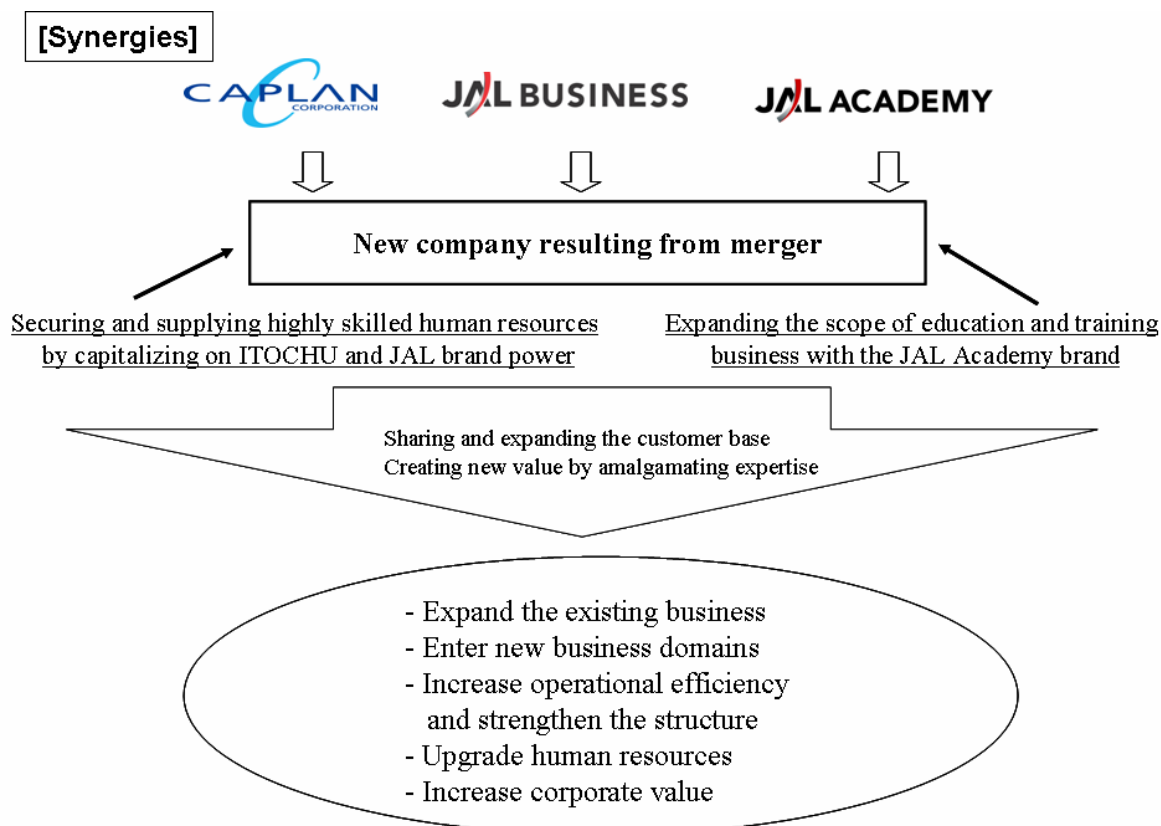 [Synergies]
CAPLAN
CORPORATION
JAL BUSINESS
JAL ACADEMY
New company resulting from merger
Securing and supplying highly skilled human resources
by capitalizing on ITOCHU and JAL brand power
Expanding the scope of education and training
business with the JAL Academy brand
Sharing and expanding the customer base
Creating new value by amalgamating expertise
- Expand the existing business
- Enter new business domains
- Increase operational efficiency
and strengthen the structure
- Upgrade human resources
- Increase corporate value